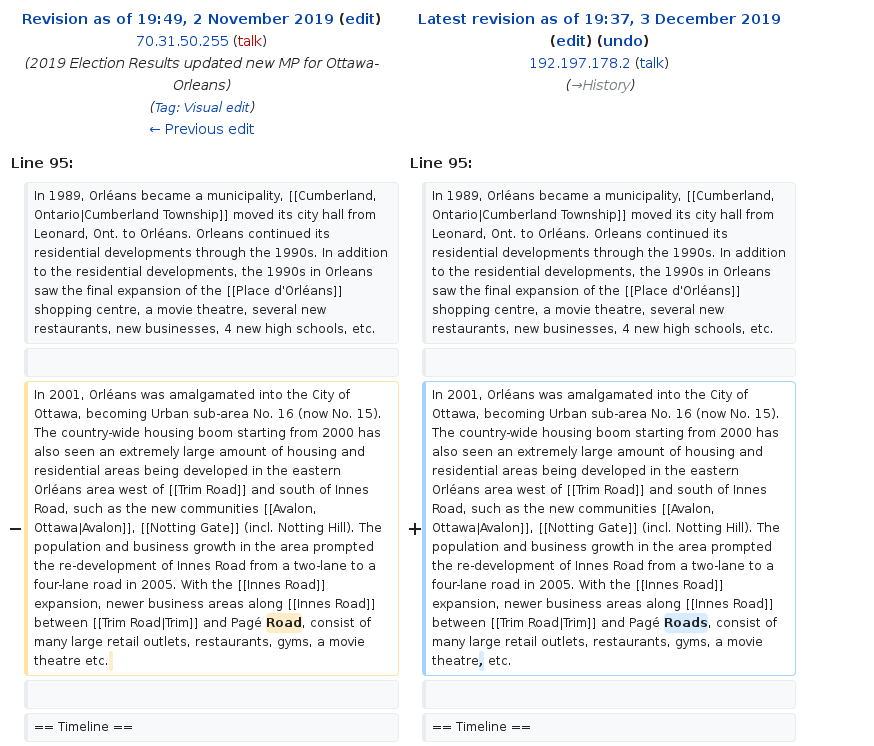 Revision as of 19:49, 2 November 2019 (edit)
70.31.50.255 (talk)
(2019 Election Results updated new MP for Ottawa-
Orleans)
(Tag: Visual edit)
← Previous edit
Latest revision as of 19:37, 3 December 2019
(edit) (undo)
192.197.178.2 (talk)
(→History)
Line 95:
Line 95:
In 1989, Orléans became a municipality, [[Cumberland,
Ontario|Cumberland Township]] moved its city hall from
Leonard, Ont. to Orléans. Orleans continued its
residential developments through the 1990s. In addition
to the residential developments, the 1990s in Orleans
saw the final expansion of the [[Place d'Orléans]]
shopping centre, a movie theatre, several new
restaurants, new businesses, 4 new high schools, etc.
In 1989, Orléans became a municipality, [[Cumberland,
Ontario|Cumberland Township]] moved its city hall from
Leonard, Ont. to Orléans. Orleans continued its
residential developments through the 1990s. In addition
to the residential developments, the 1990s in Orleans
saw the final expansion of the [[Place d'Orléans]]
shopping centre, a movie theatre, several new
restaurants, new businesses, 4 new high schools, etc.
−
In 2001, Orléans was amalgamated into the City of
Ottawa, becoming Urban sub-area No. 16 (now No. 15).
The country-wide housing boom starting from 2000 has
also seen an extremely large amount of housing and
residential areas being developed in the eastern
Orléans area west of [[Trim Road]] and south of Innes
Road, such as the new communities [[Avalon,
Ottawa|Avalon]], [[Notting Gate]] (incl. Notting Hill). The
population and business growth in the area prompted
the re-development of Innes Road from a two-lane to a
four-lane road in 2005. With the [[Innes Road]]
expansion, newer business areas along [[Innes Road]]
between [[Trim Road|Trim]] and Pagé Road, consist of
many large retail outlets, restaurants, gyms, a movie
theatre etc.
+
In 2001, Orléans was amalgamated into the City of
Ottawa, becoming Urban sub-area No. 16 (now No. 15).
The country-wide housing boom starting from 2000 has
also seen an extremely large amount of housing and
residential areas being developed in the eastern
Orléans area west of [[Trim Road]] and south of Innes
Road, such as the new communities [[Avalon,
Ottawa|Avalon]], [[Notting Gate]] (incl. Notting Hill). The
population and business growth in the area prompted
the re-development of Innes Road from a two-lane to a
four-lane road in 2005. With the [[Innes Road]]
expansion, newer business areas along [[Innes Road]]
between [[Trim Road|Trim]] and Pagé Roads, consist of
many large retail outlets, restaurants, gyms, a movie
theatre, etc.
== Timeline ==
== Timeline ==